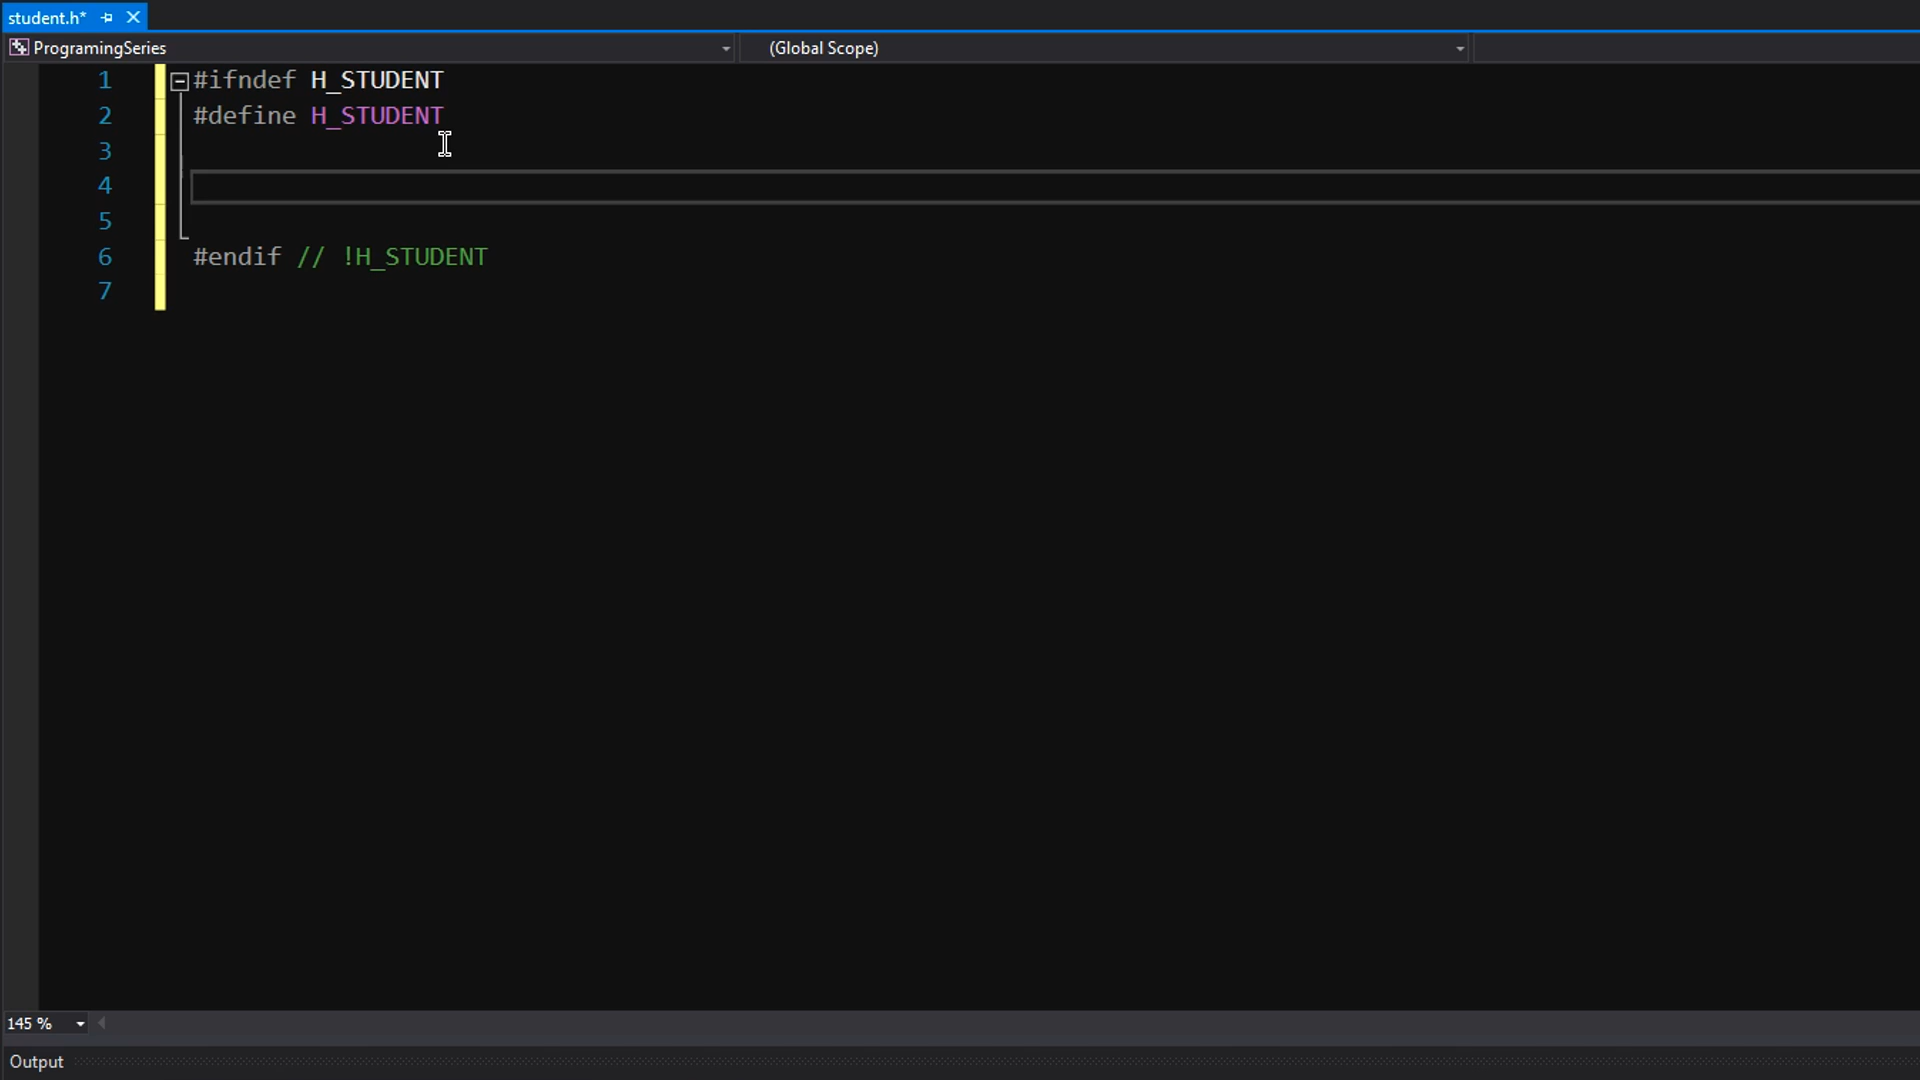 student.h*
ProgramingSeries (Global Scope)
1 #ifndef H_STUDENT
2 #define H_STUDENT
3
4
5
6 #endif // !H_STUDENT
7
145 %
Output